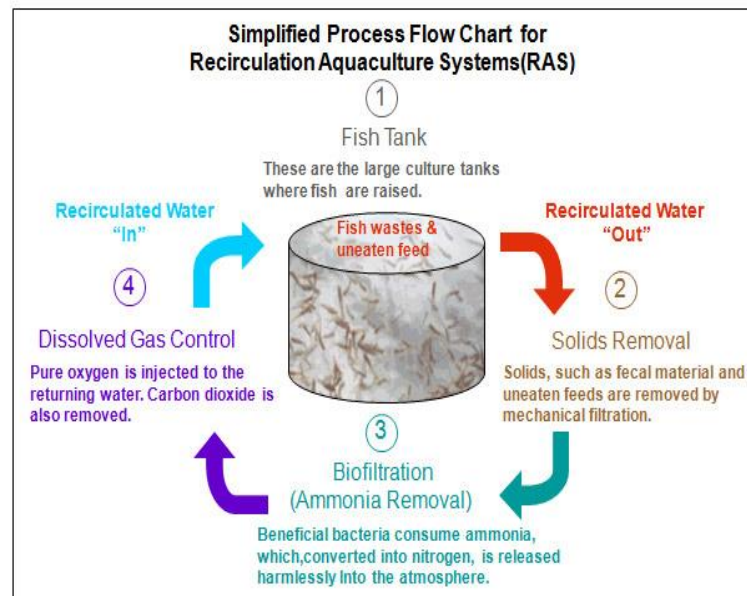 Simplified Process Flow Chart for
Recirculation Aquaculture Systems(RAS)
1
Fish Tank
These are the large culture tanks
where fish are raised.
Recirculated Water
“In”
Fish wastes &
uneaten feed
Recirculated Water
“Out”
2
Solids Removal
Solids, such as fecal material and
uneaten feeds are removed by
mechanical filtration.
3
Biofiltration
(Ammonia Removal)
Beneficial bacteria consume ammonia,
which,converted into nitrogen, is released
harmlessly Into the atmosphere.
4
Dissolved Gas Control
Pure oxygen is injected to the
returning water. Carbon dioxide is
also removed.